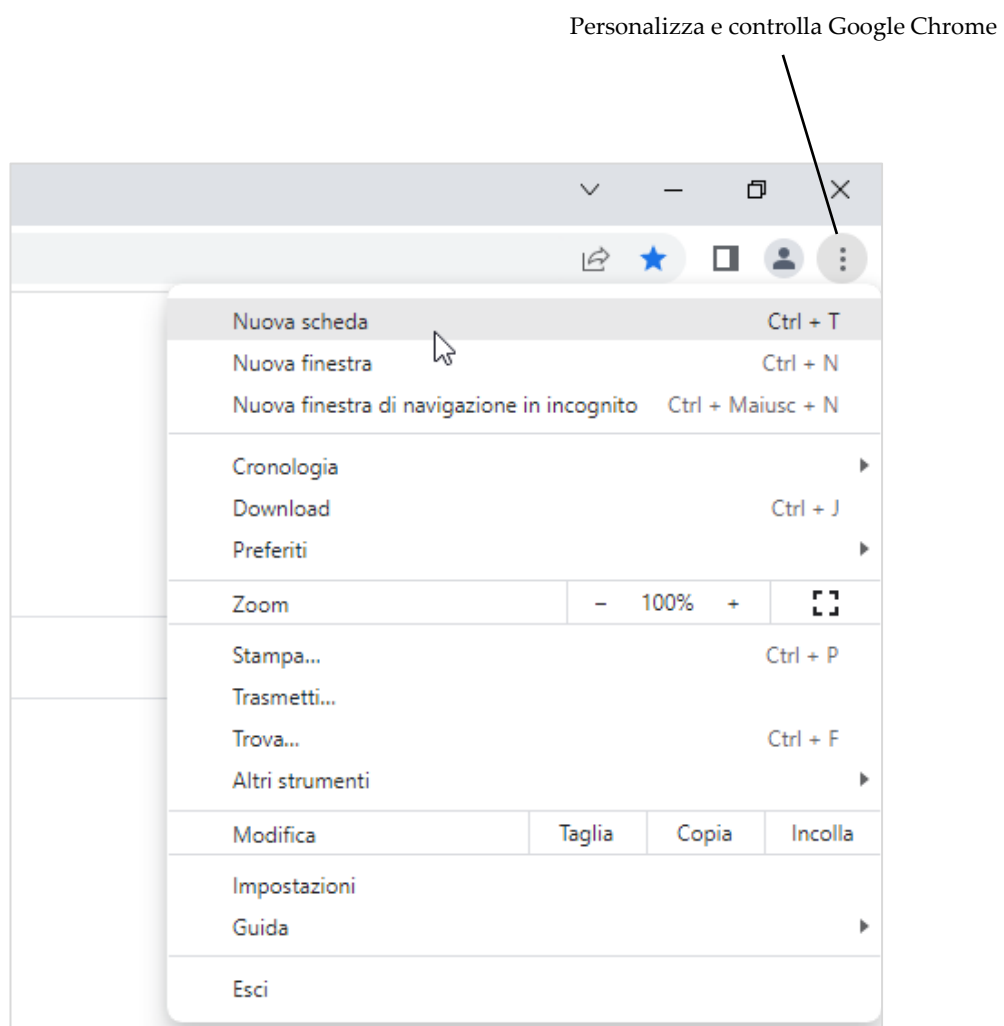 Personalizza e controlla Google Chrome
Nuova scheda Ctrl + T
Nuova finestra Ctrl + N
Nuova finestra di navigazione in incognito Ctrl + Maiusc + N
Cronologia
Download Ctrl + J
Preferiti
Zoom – 100% +
Stampa... Ctrl + P
Trasmetti...
Trova... Ctrl + F
Altri strumenti
Modifica Taglia Copia Incolla
Impostazioni
Guida
Esci